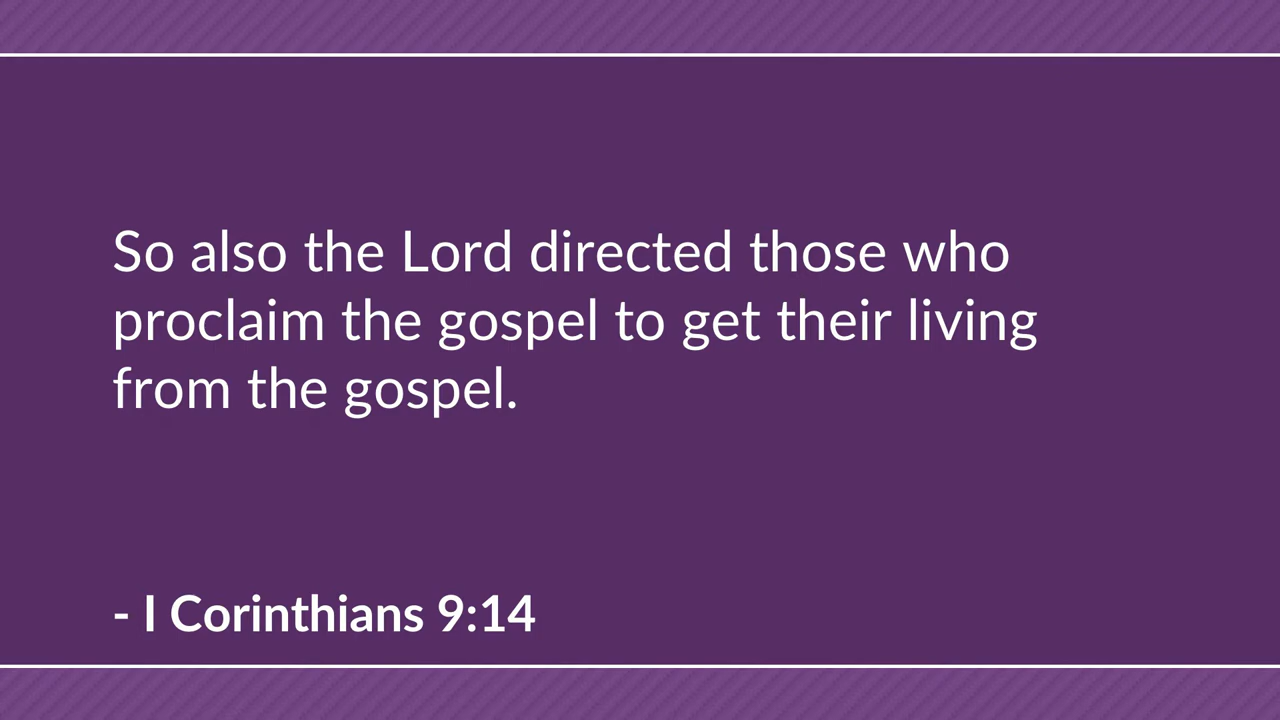 So also the Lord directed those who
proclaim the gospel to get their living
from the gospel.
- I Corinthians 9:14